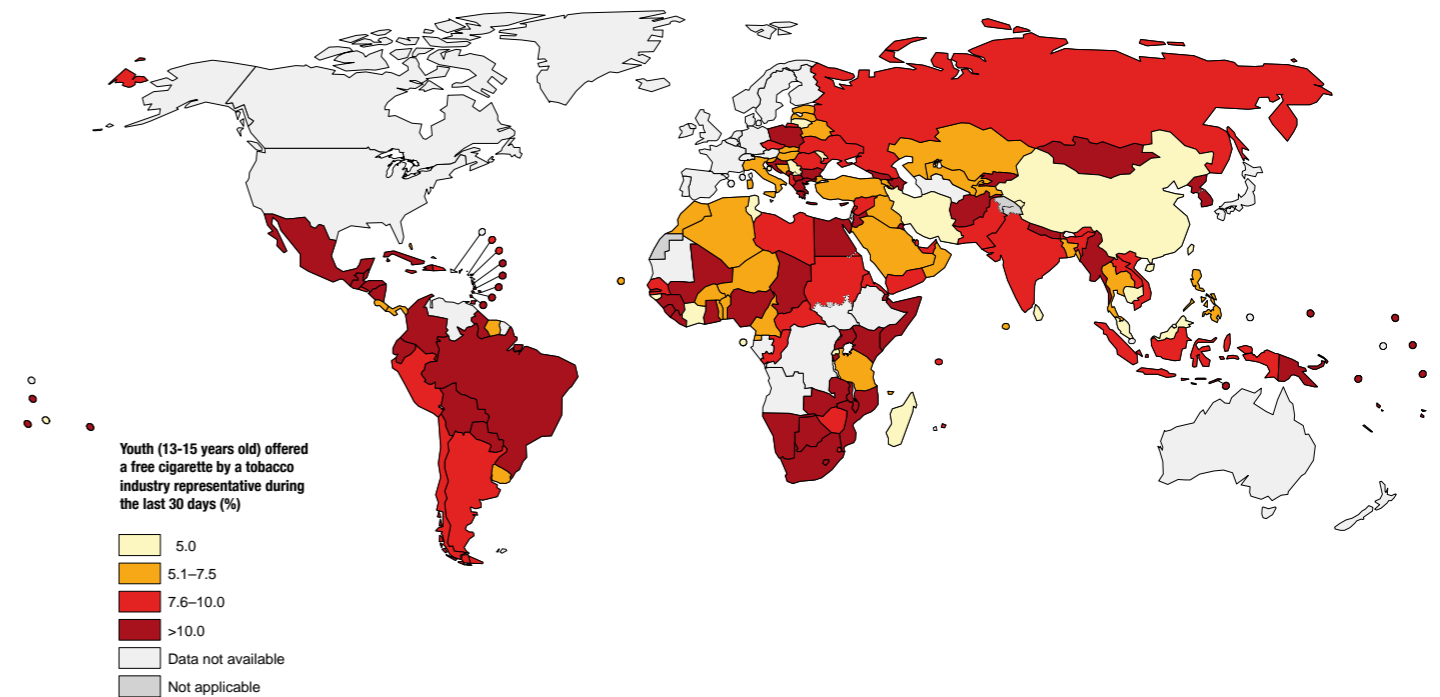 Youth (13-15 years old) offered
a free cigarette by a tobacco
industry representative during
the last 30 days (%)
5.0
5.1–7.5
7.6–10.0
>10.0
Data not available
Not applicable